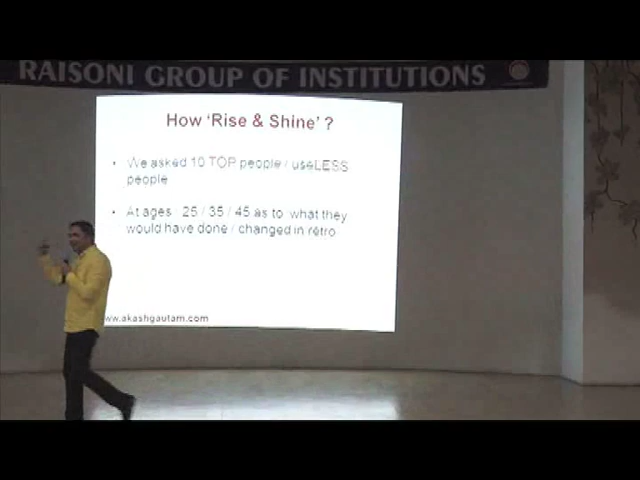 RAISONI GROUP OF INSTITUTIONS
How 'Rise & Shine' ?
• We asked 10 TOP people / useLESS
people
• At ages 25 / 35 / 45 as to what they
would have done / changed in retro
www.akashgautam.com